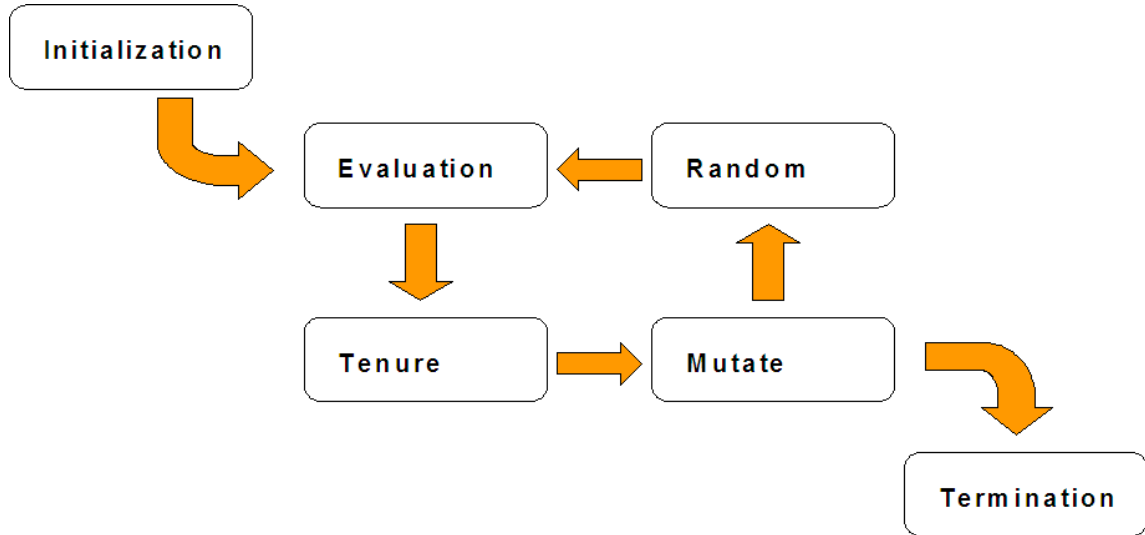 Initialization
Evaluation
Random
Tenure
Mutate
Termination